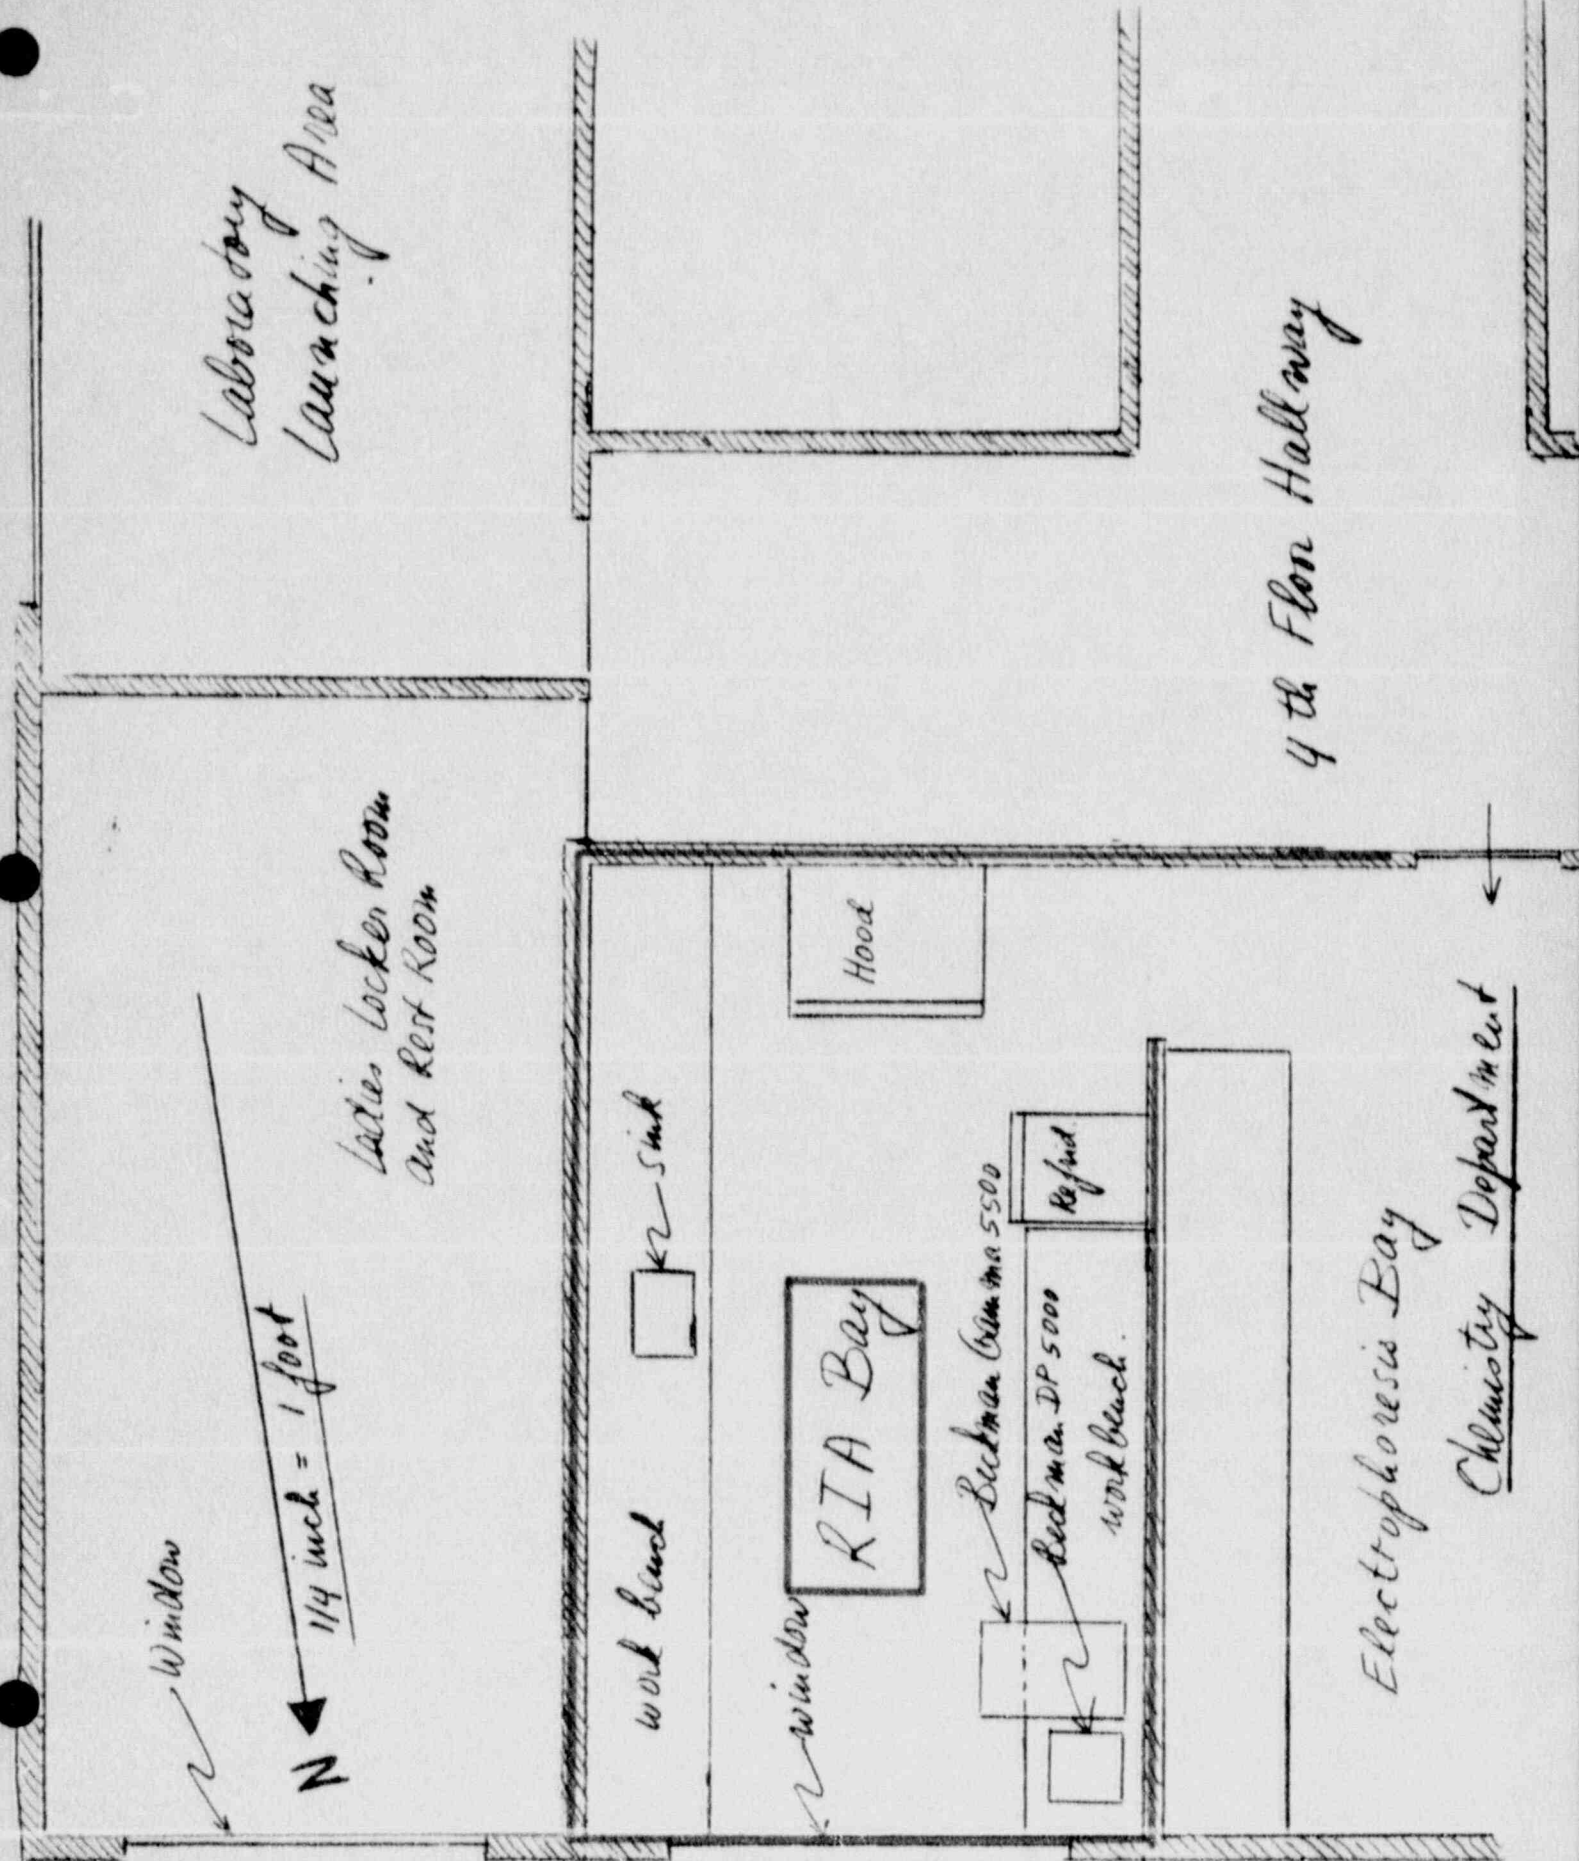 Laboratory
Launching Area
4th Floor Hallway
Ladies Locker Room
and Rest Room
window
1/4 inch = 1 foot
N
work bench
sink
Hood
window
RIA Bay
Beckman Gamma 5500
Refrid.
Beckman DP 5000
work bench.
Electrophoresis Bay
Chemistry Department